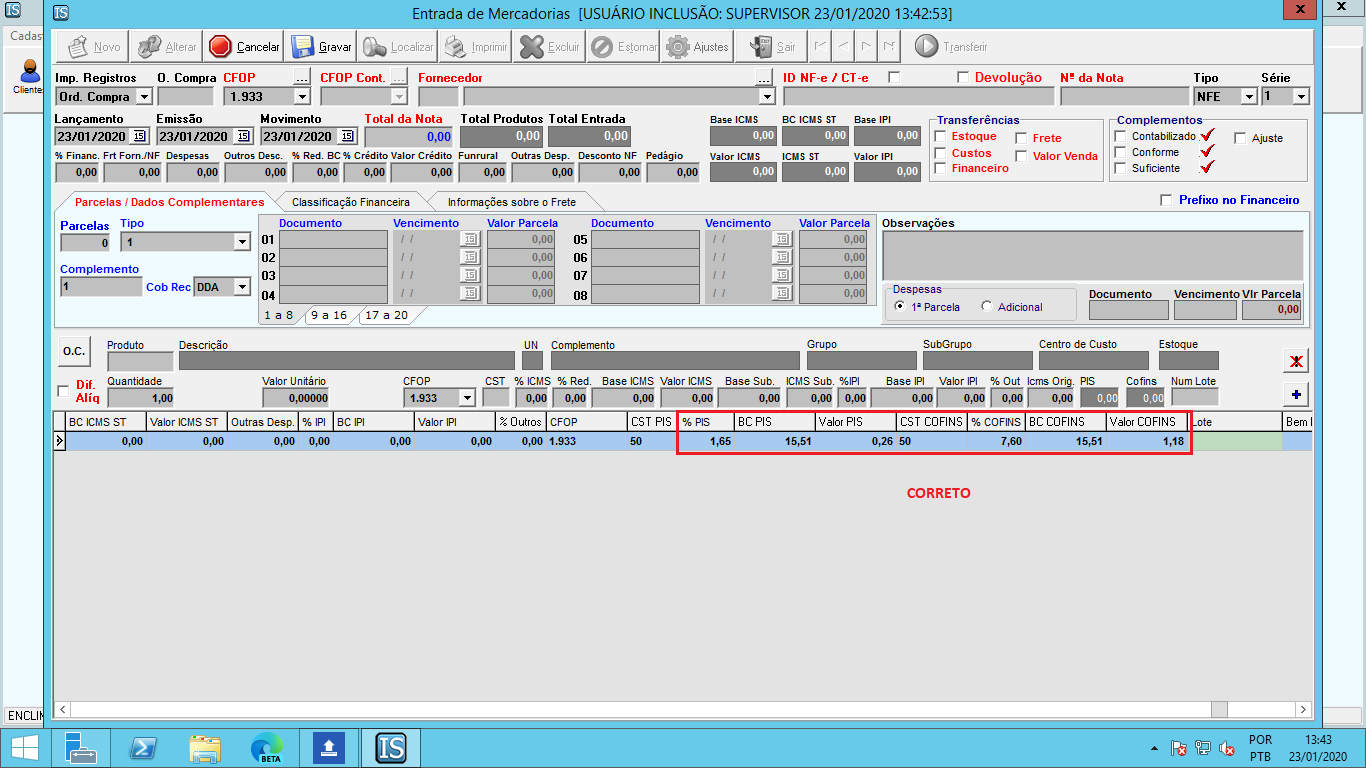 IS
IS Entrada de Mercadorias [USUÁRIO INCLUSÃO: SUPERVISOR 23/01/2020 13:42:53] x
X
Cadas
Cliente
Novo Alterar Cancelar Gravar Localizar Imprimir Excluir Estornar Ajustes Sair Transferir
Imp. Registros O. Compra CFOP ... CFOP Cont. ... Fornecedor ... ID NF-e / CT-e Devolução Nº da Nota Tipo Série
Ord. Compra 1.933 NFE 1
Lançamento Emissão Movimento Total da Nota Total Produtos Total Entrada Base ICMS BC ICMS ST Base IPI Transferências Complementos
23/01/2020 15 23/01/2020 15 23/01/2020 15 0,00 0,00 0,00 0,00 0,00 0,00 Estoque Frete Contabilizado Ajuste
% Financ. Frt Forn./NF Despesas Outros Desc. % Red. BC % Crédito Valor Crédito Funrural Outras Desp. Desconto NF Pedágio Valor ICMS ICMS ST Valor IPI Custos Valor Venda Conforme
0,00 0,00 0,00 0,00 0,00 0,00 0,00 0,00 0,00 0,00 0,00 0,00 0,00 0,00 Financeiro Suficiente
Parcelas / Dados Complementares Classificação Financeira Informações sobre o Frete Prefixo no Financeiro
Parcelas Tipo Documento Vencimento Valor Parcela Documento Vencimento Valor Parcela Observações
0 1 01 / / 15 0,00 05 / / 15 0,00
02 / / 15 0,00 06 / / 15 0,00
Complemento 03 / / 15 0,00 07 / / 15 0,00
1 Cob Rec DDA 04 / / 15 0,00 08 / / 15 0,00
Despesas Documento Vencimento Vlr Parcela
1ª Parcela Adicional 0,00
1 a 8 9 a 16 17 a 20
O.C. Produto Descrição UN Complemento Grupo SubGrupo Centro de Custo Estoque
X
Dif. Alíq Quantidade Valor Unitário CFOP CST % ICMS % Red. Base ICMS Valor ICMS Base Sub. ICMS Sub. %IPI Base IPI Valor IPI % Out Icms Orig. PIS Cofins Num Lote
1,00 0,00000 1.933 0,00 0,00 0,00 0,00 0,00 0,00 0,00 0,00 0,00 0,00 0,00 0,00 0,00 +
BC ICMS ST Valor ICMS ST Outras Desp. % IPI BC IPI Valor IPI % Outros CFOP CST PIS % PIS BC PIS Valor PIS CST COFINS % COFINS BC COFINS Valor COFINS Lote Bem I
0,00 0,00 0,00 0,00 0,00 0,00 0,00 1.933 50 1,65 15,51 0,26 50 7,60 15,51 1,18
CORRETO
ENCLIN
BETA IS POR 13:43
PTB 23/01/2020